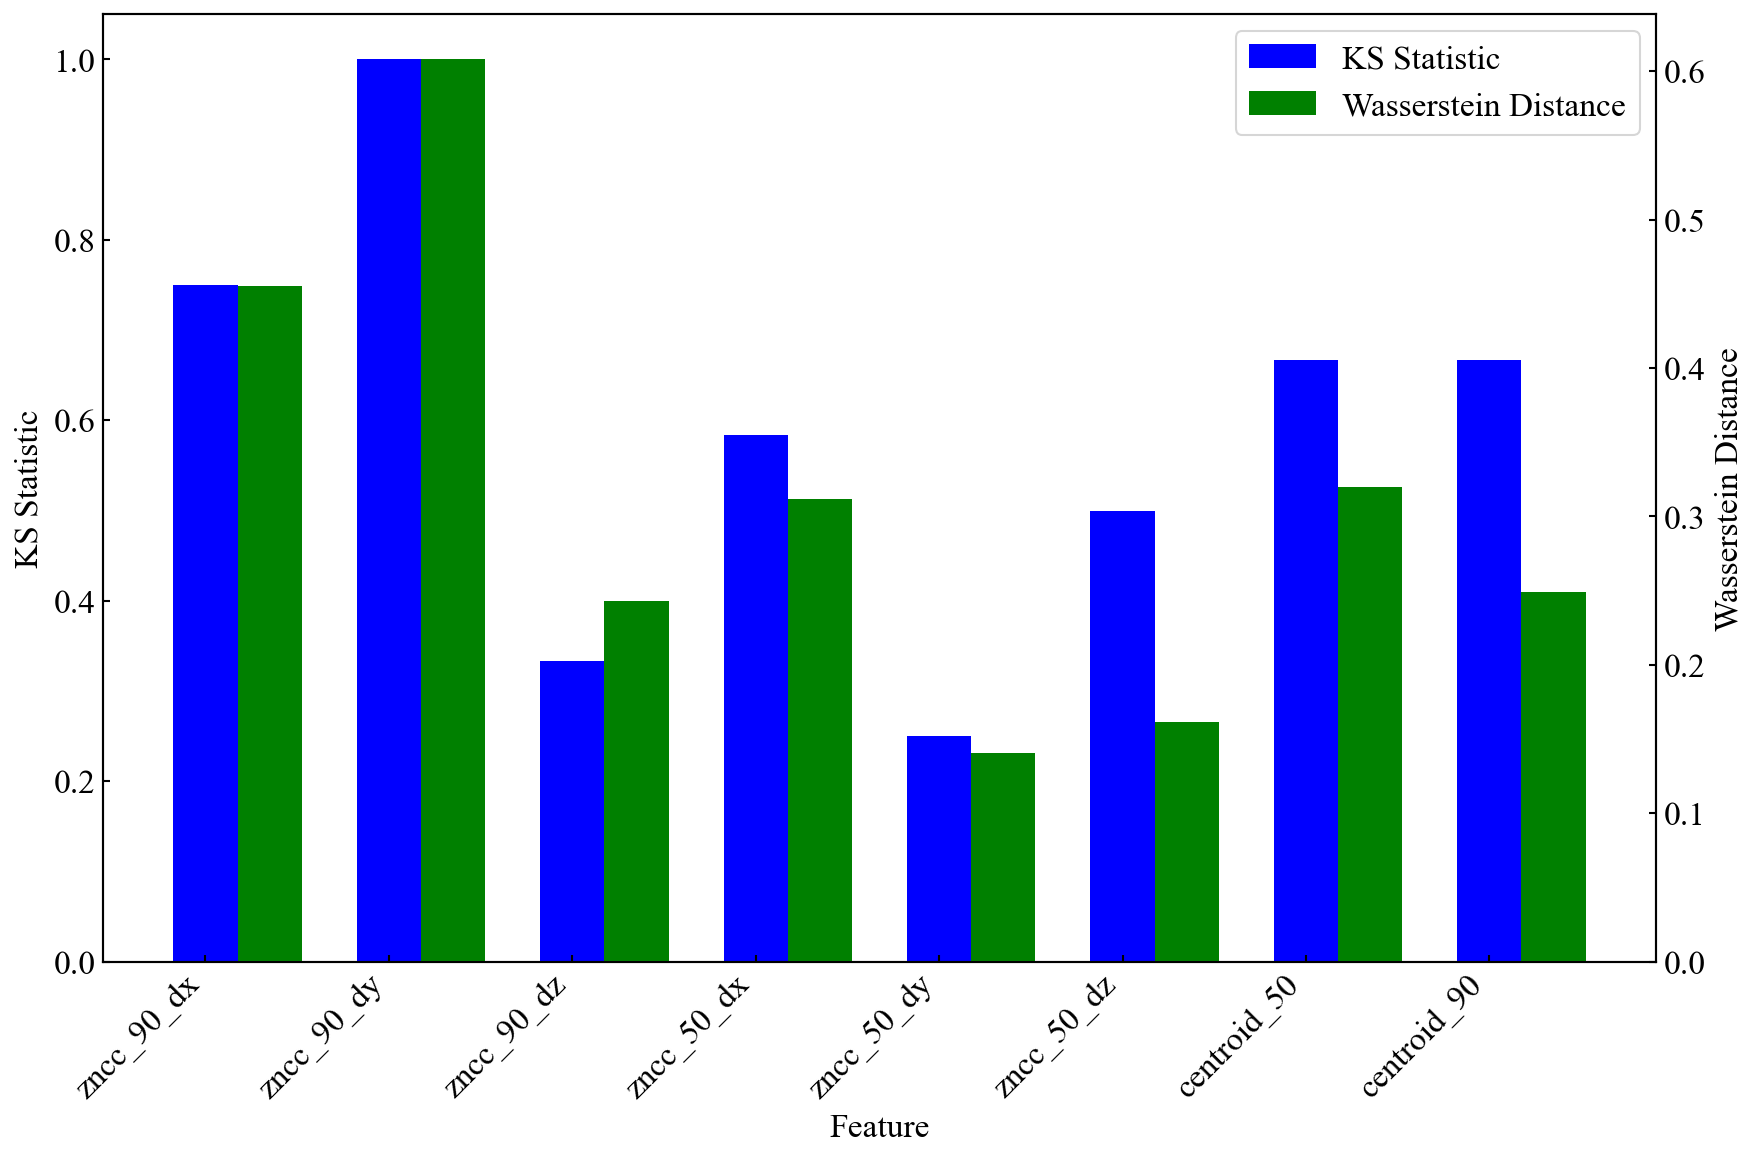 KS Statistic
Wasserstein Distance
1.0
0.8
0.6
0.4
0.2
0.0
KS Statistic
0.6
0.5
0.4
0.3
0.2
0.1
0.0
Wasserstein Distance
zncc_90_dx
zncc_90_dy
zncc_90_dz
zncc_50_dx
zncc_50_dy
zncc_50_dz
centroid_50
centroid_90
Feature